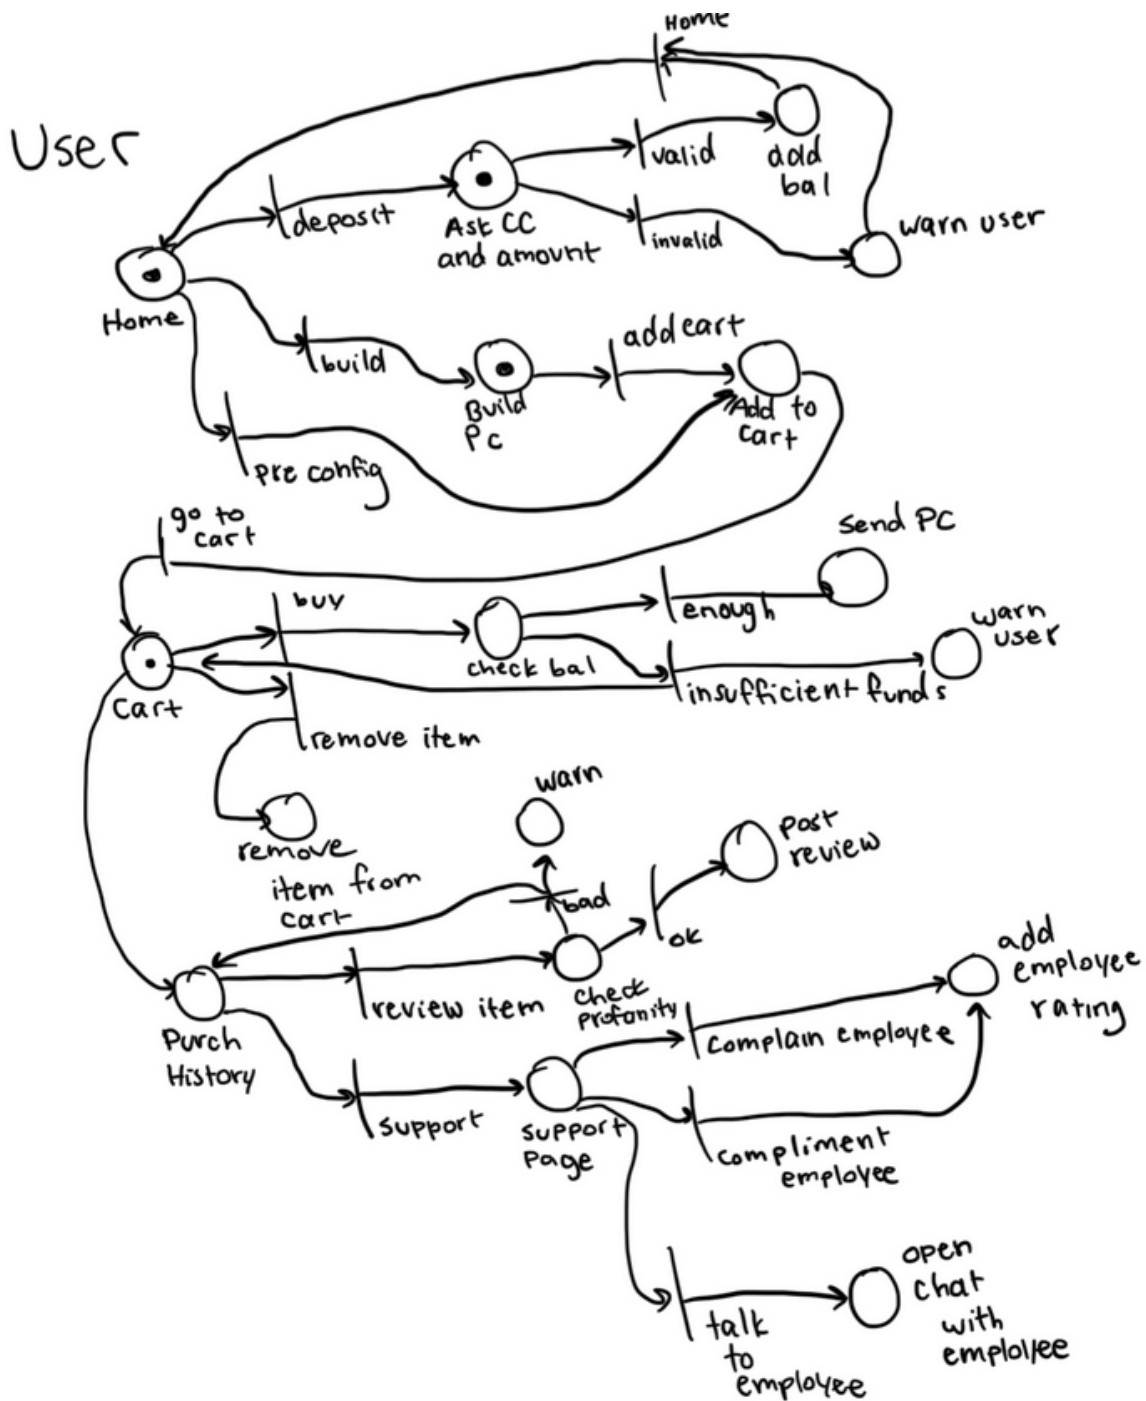 Home
User
valid
add
bal
deposit
Ask CC
and amount
invalid
warn user
Home
build
add cart
Build
Pc
Add to
cart
pre config
go to
cart
send PC
buy
enough
warn
user
check bal
insufficient funds
Cart
remove item
warn
post
review
remove
item from
cart
bad
ok
add
employee
rating
review item
check
profanity
complain employee
Purch
History
support
support
page
compliment
employee
open
chat
with
emplolyee
talk
to
employee